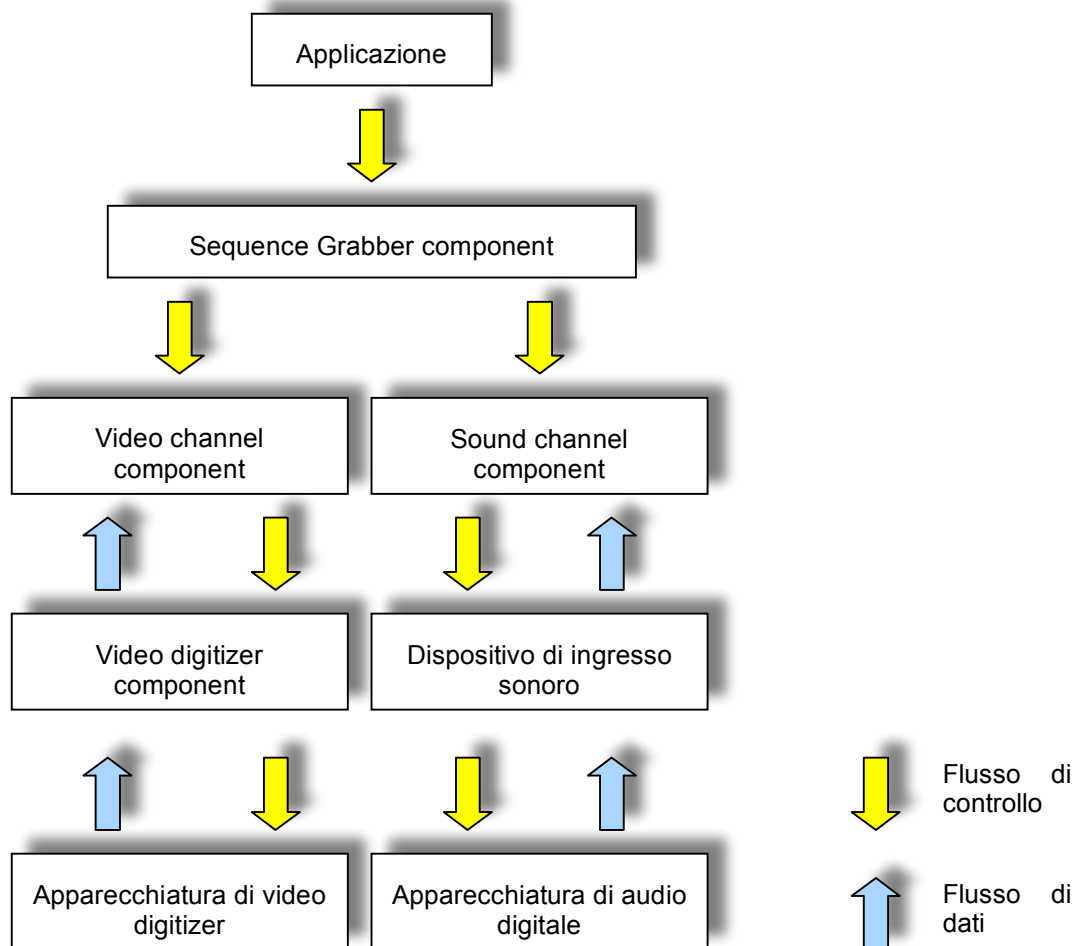 Applicazione
Sequence Grabber component
Video channel
component
Sound channel
component
Video digitizer
component
Dispositivo di ingresso
sonoro
Apparecchiatura di video
digitizer
Apparecchiatura di audio
digitale
Flusso di
controllo
Flusso di
dati